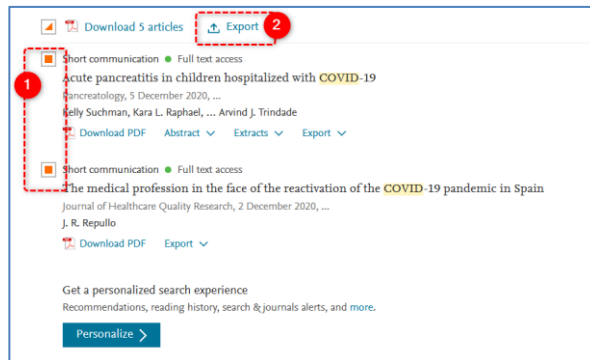 Download 5 articles Export 2
Short communication Full text access
1
Acute pancreatitis in children hospitalized with COVID-19
Pancreatology, 5 December 2020, ...
Kelly Suchman, Kara L. Raphael, ... Arvind J. Trindade
Download PDF Abstract Extracts Export
Short communication Full text access
The medical profession in the face of the reactivation of the COVID-19 pandemic in Spain
Journal of Healthcare Quality Research, 2 December 2020, ...
J. R. Repullo
Download PDF Export
Get a personalized search experience
Recommendations, reading history, search & journals alerts, and more.
Personalize